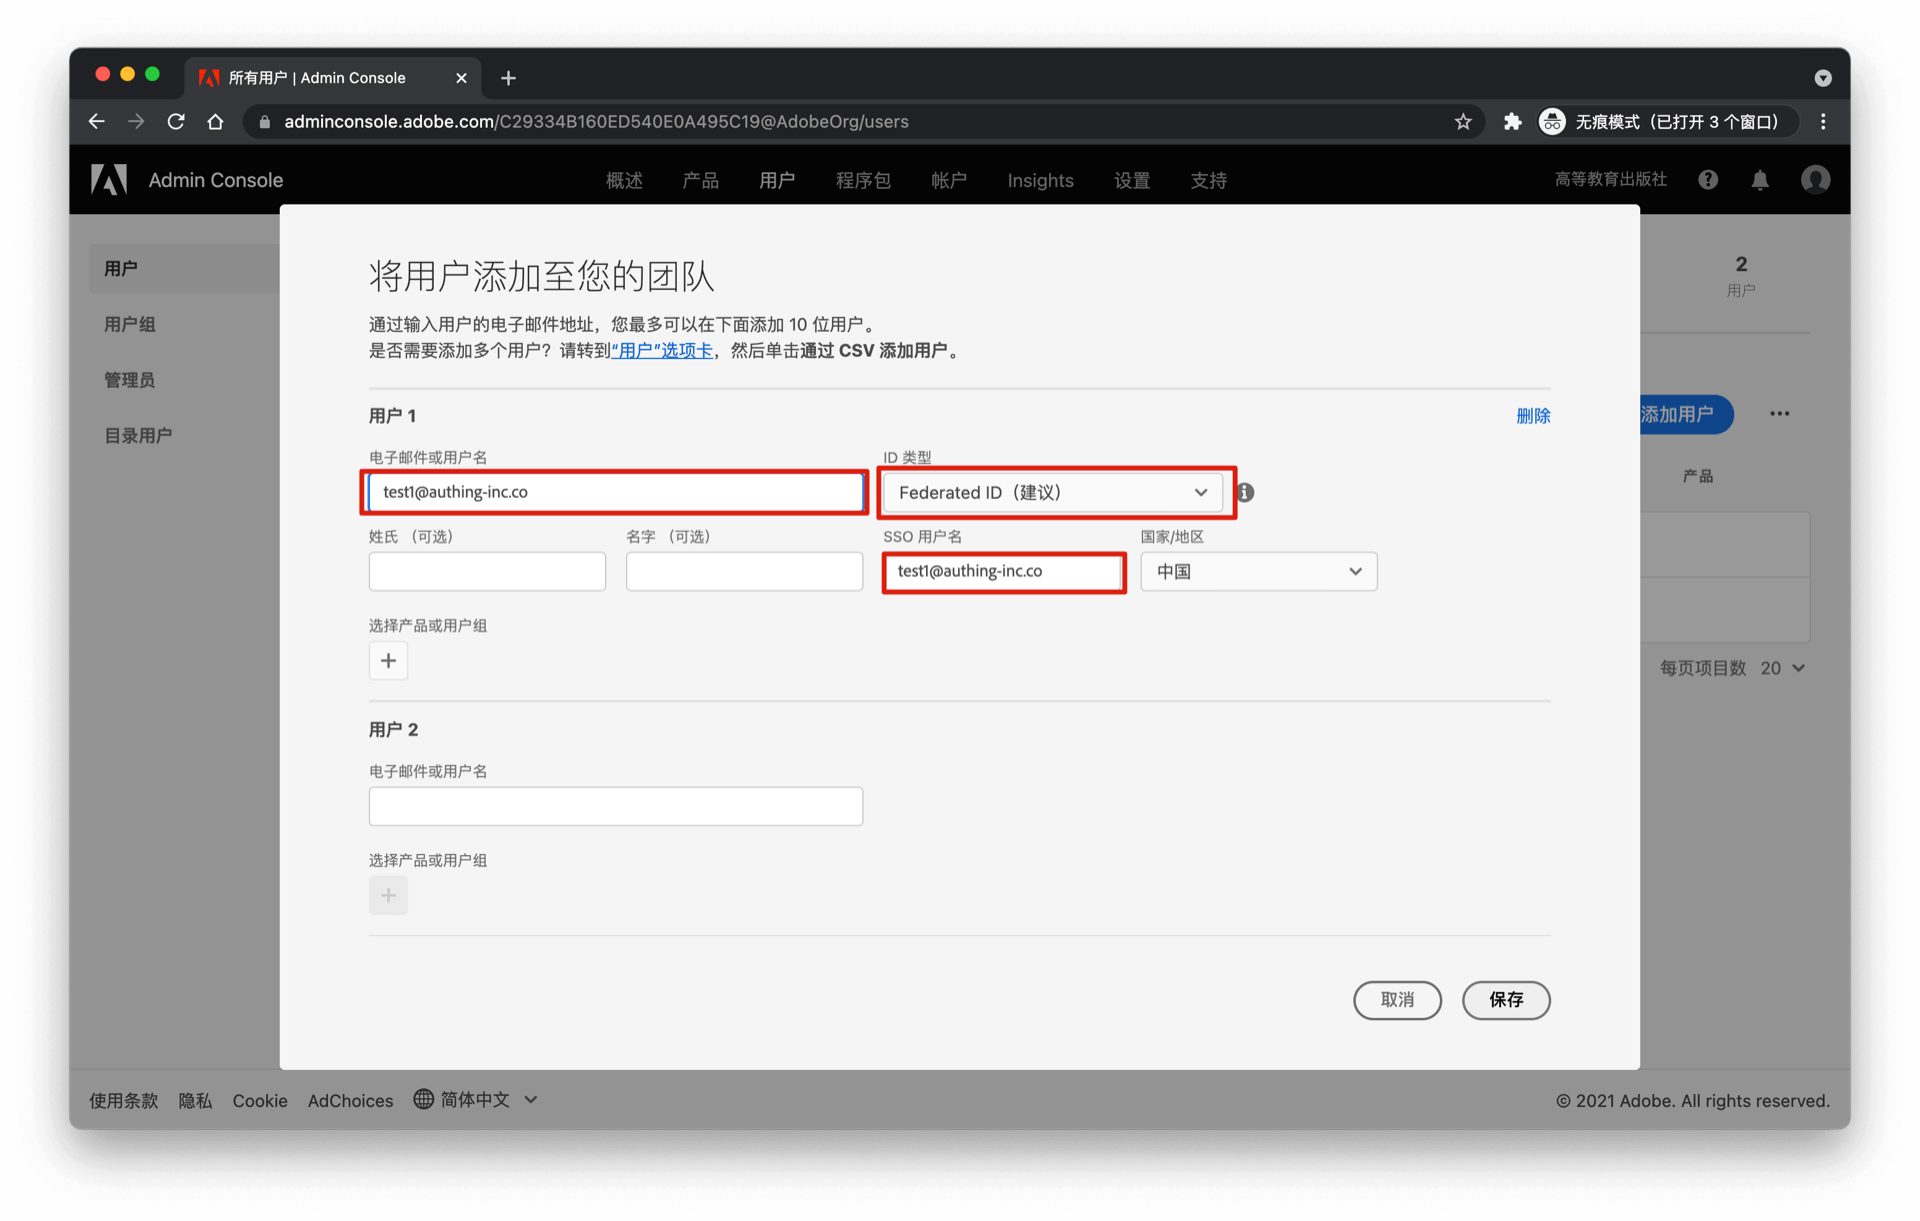 所有用户 | Admin Console
adminconsole.adobe.com/C29334B160ED540E0A495C19@AdobeOrg/users
无痕模式（已打开 3 个窗口）
Admin Console
概述
产品
用户
程序包
帐户
Insights
设置
支持
高等教育出版社
用户
用户组
管理员
目录用户
将用户添加至您的团队
通过输入用户的电子邮件地址，您最多可以在下面添加 10 位用户。
是否需要添加多个用户？请转到“用户”选项卡，然后单击通过 CSV 添加用户。
用户 1
删除
电子邮件或用户名
ID 类型
test1@authing-inc.co
Federated ID（建议）
姓氏 （可选）
名字 （可选）
SSO 用户名
国家/地区
test1@authing-inc.co
中国
选择产品或用户组
用户 2
电子邮件或用户名
选择产品或用户组
取消
保存
2
用户
添加用户
产品
每页项目数 20
使用条款
隐私
Cookie
AdChoices
简体中文
© 2021 Adobe. All rights reserved.